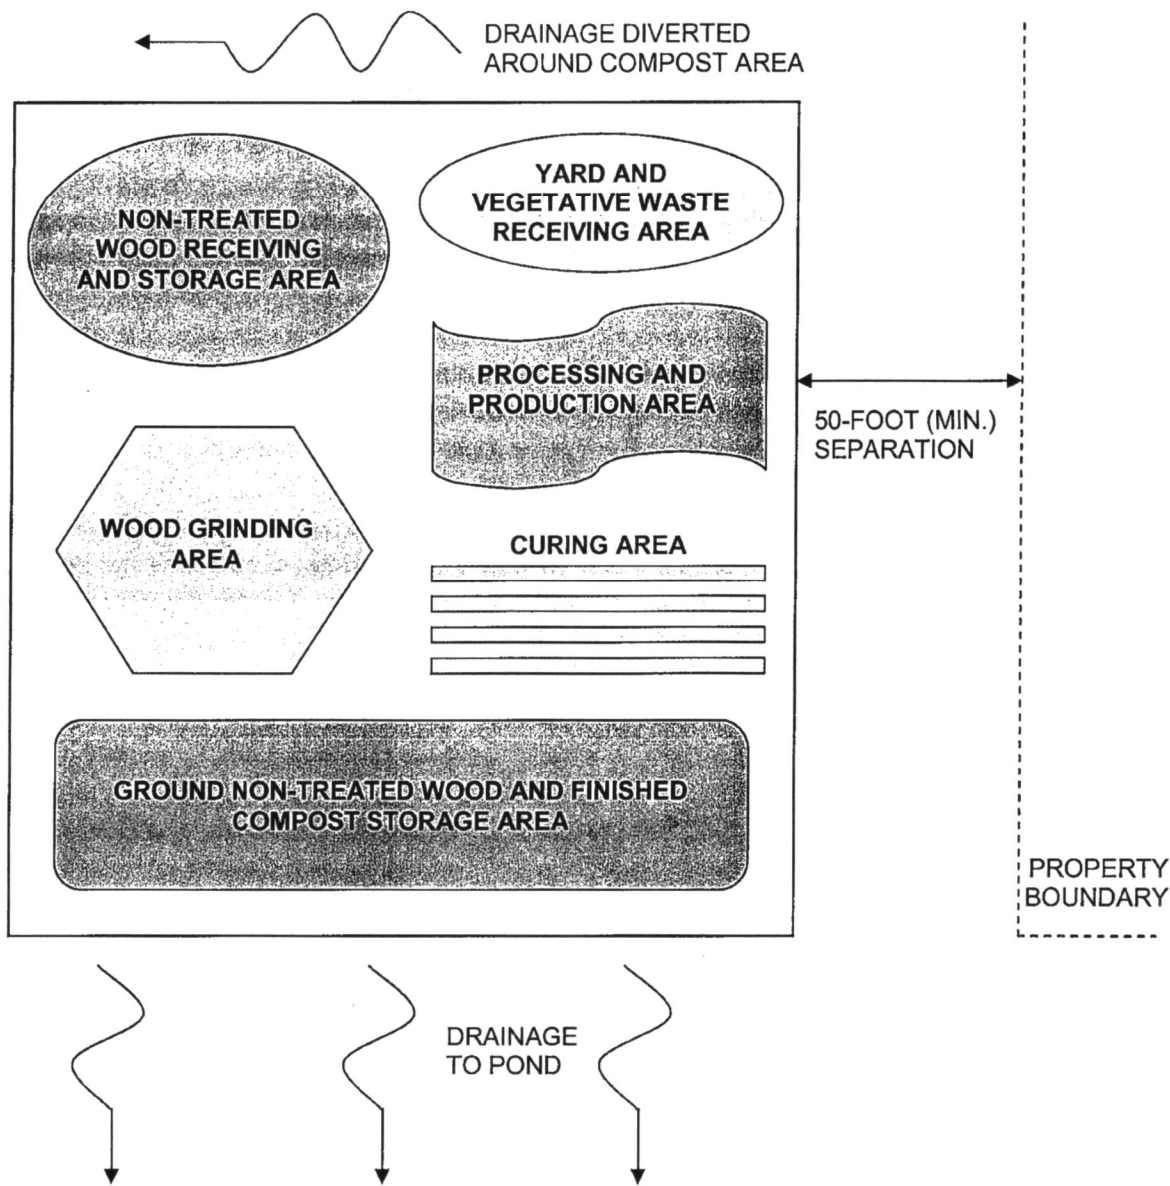 DRAINAGE DIVERTED
AROUND COMPOST AREA
NON-TREATED
WOOD RECEIVING
AND STORAGE AREA
YARD AND
VEGETATIVE WASTE
RECEIVING AREA
PROCESSING AND
PRODUCTION AREA
50-FOOT (MIN.)
SEPARATION
WOOD GRINDING
AREA
CURING AREA
GROUND NON-TREATED WOOD AND FINISHED
COMPOST STORAGE AREA
PROPERTY
BOUNDARY
DRAINAGE
TO POND